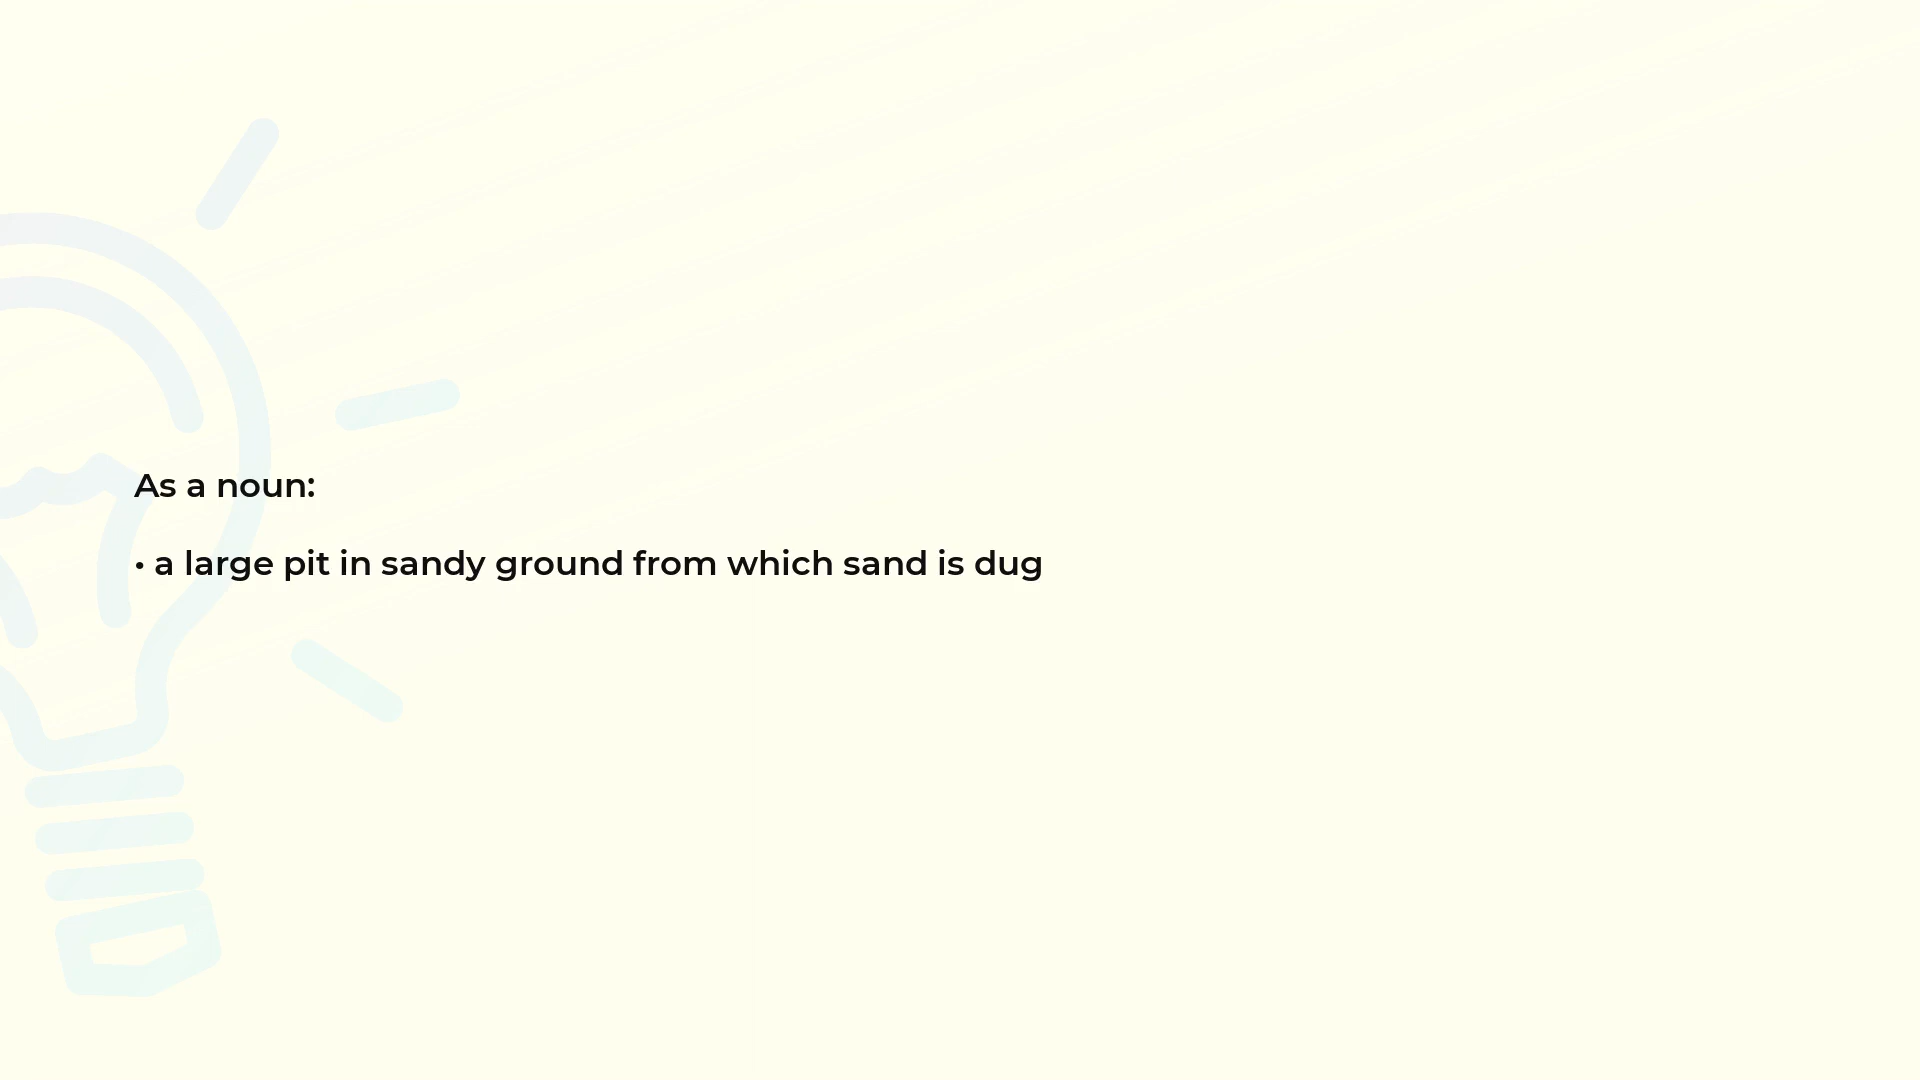 As a noun:
• a large pit in sandy ground from which sand is dug